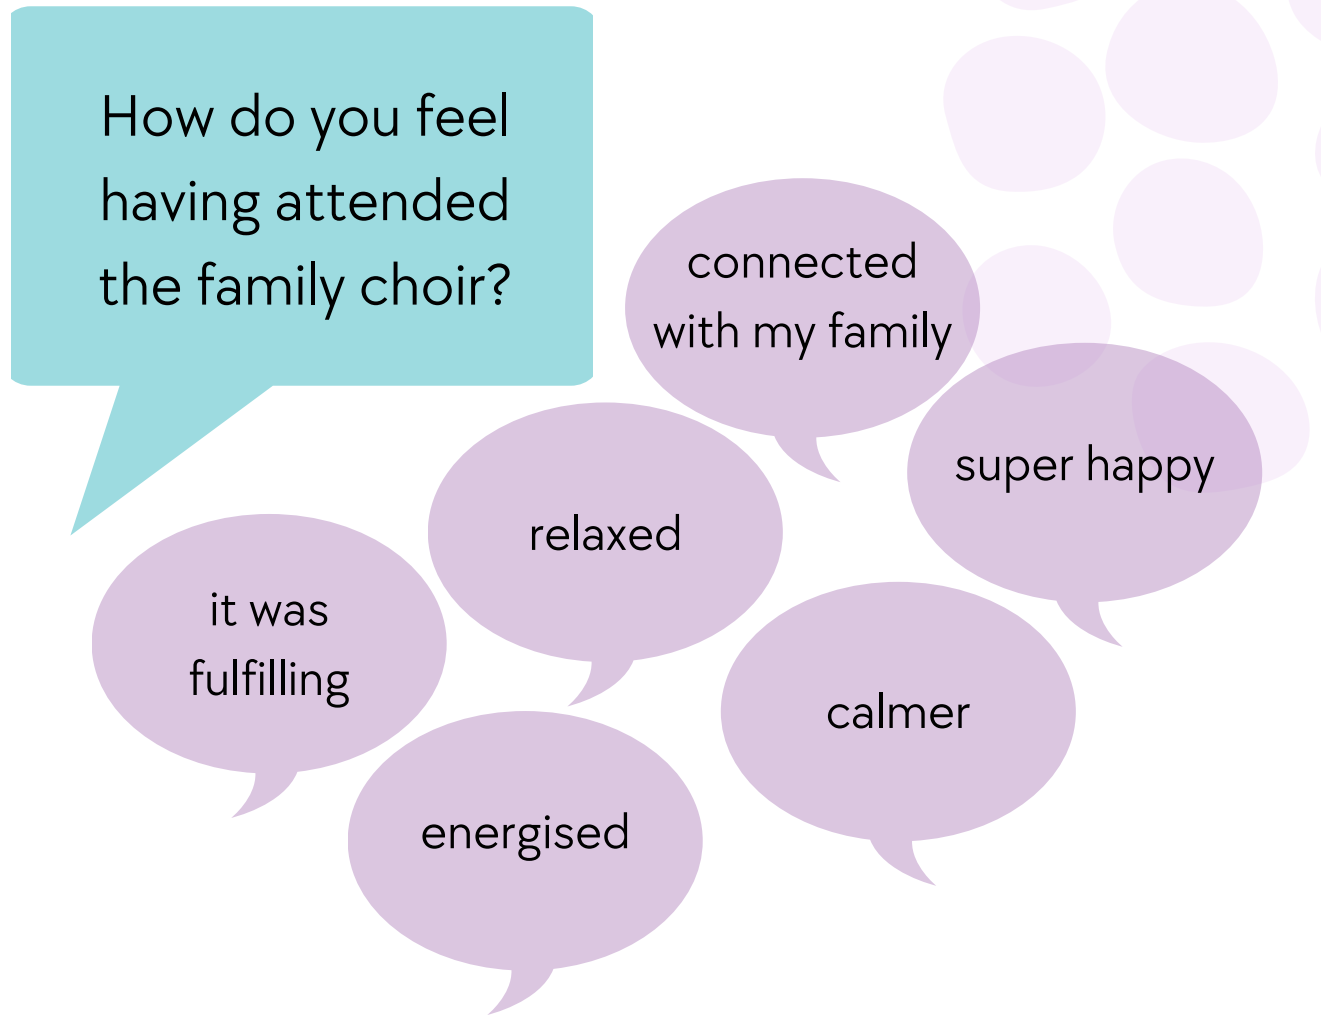 How do you feel
having attended
the family choir?
connected
with my family
super happy
relaxed
it was
fulfilling
calmer
energised